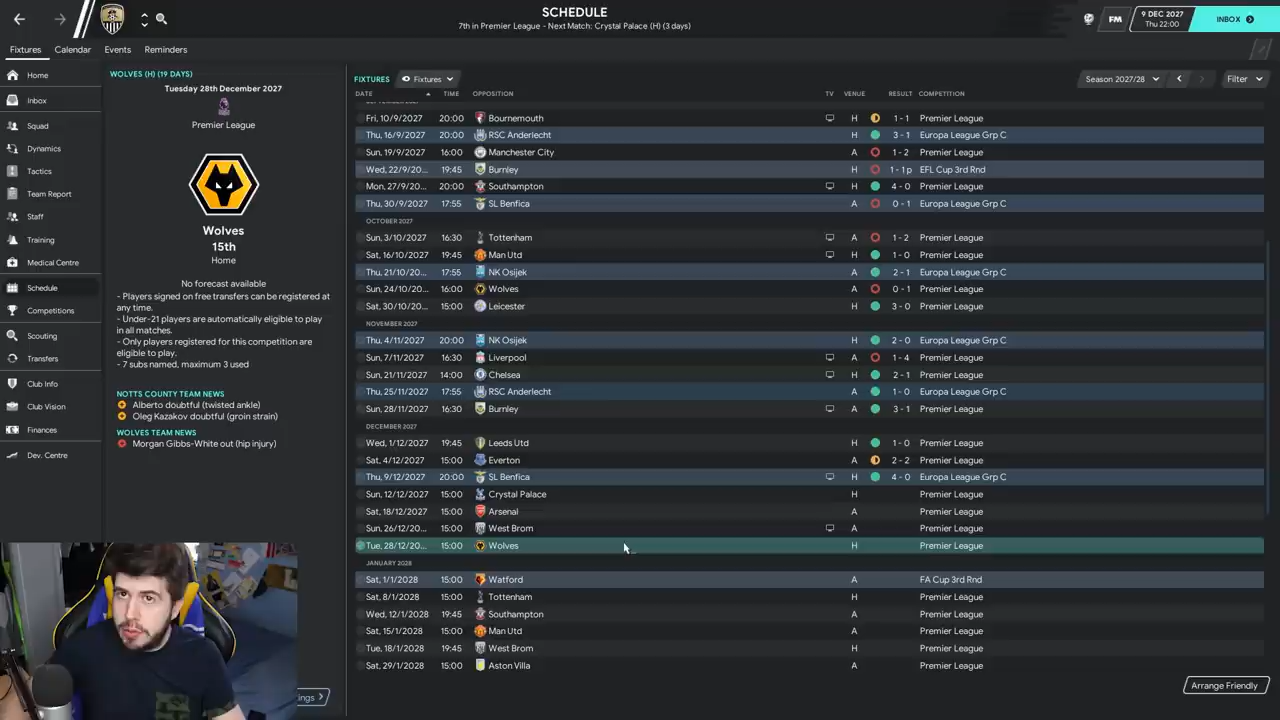 SCHEDULE
7th in Premier League - Next Match: Crystal Palace (H) (3 days)
FM
9 DEC 2027
Thu 22:00
INBOX
Fixtures Calendar Events Reminders
Home
Inbox
Squad
Dynamics
Tactics
Team Report
Staff
Training
Medical Centre
Schedule
Competitions
Scouting
Transfers
Club Info
Club Vision
Finances
Dev. Centre
WOLVES (H) (19 DAYS)
Tuesday 28th December 2027
Premier League
Wolves
15th
Home
No forecast available
- Players signed on free transfers can be registered at
any time.
- Under-21 players are automatically eligible to play
in all matches.
- Only players registered for this competition are
eligible to play.
- 7 subs named, maximum 3 used
NOTTS COUNTY TEAM NEWS
Alberto doubtful (twisted ankle)
Oleg Kazakov doubtful (groin strain)
WOLVES TEAM NEWS
Morgan Gibbs-White out (hip injury)
FIXTURES Fixtures Season 2027/28 Filter
DATE TIME OPPOSITION TV VENUE RESULT COMPETITION
Fri, 10/9/2027 20:00 Bournemouth H 1 - 1 Premier League
Thu, 16/9/2027 20:00 RSC Anderlecht H 3 - 1 Europa League Grp C
Sun, 19/9/2027 16:00 Manchester City A 1 - 2 Premier League
Wed, 22/9/20... 19:45 Burnley H 1 - 1 p EFL Cup 3rd Rnd
Mon, 27/9/20... 20:00 Southampton H 4 - 0 Premier League
Thu, 30/9/2027 17:55 SL Benfica A 0 - 1 Europa League Grp C
OCTOBER 2027
Sun, 3/10/2027 16:30 Tottenham A 1 - 2 Premier League
Sat, 16/10/2027 19:45 Man Utd H 1 - 0 Premier League
Thu, 21/10/20... 17:55 NK Osijek A 2 - 1 Europa League Grp C
Sun, 24/10/20... 16:00 Wolves A 0 - 1 Premier League
Sat, 30/10/20... 15:00 Leicester H 3 - 0 Premier League
NOVEMBER 2027
Thu, 4/11/2027 20:00 NK Osijek H 2 - 0 Europa League Grp C
Sun, 7/11/2027 16:30 Liverpool A 1 - 4 Premier League
Sun, 21/11/2027 14:00 Chelsea H 2 - 1 Premier League
Thu, 25/11/2027 17:55 RSC Anderlecht A 1 - 0 Europa League Grp C
Sun, 28/11/2027 16:30 Burnley A 3 - 1 Premier League
DECEMBER 2027
Wed, 1/12/2027 19:45 Leeds Utd H 1 - 0 Premier League
Sat, 4/12/2027 15:00 Everton A 2 - 2 Premier League
Thu, 9/12/2027 20:00 SL Benfica H 4 - 0 Europa League Grp C
Sun, 12/12/2027 15:00 Crystal Palace H Premier League
Sat, 18/12/2027 15:00 Arsenal A Premier League
Sun, 26/12/20... 15:00 West Brom A Premier League
Tue, 28/12/20... 15:00 Wolves H Premier League
JANUARY 2028
Sat, 1/1/2028 15:00 Watford A FA Cup 3rd Rnd
Sat, 8/1/2028 15:00 Tottenham H Premier League
Wed, 12/1/2028 19:45 Southampton A Premier League
Sat, 15/1/2028 15:00 Man Utd A Premier League
Tue, 18/1/2028 19:45 West Brom H Premier League
Sat, 29/1/2028 15:00 Aston Villa A Premier League
Arrange Friendly